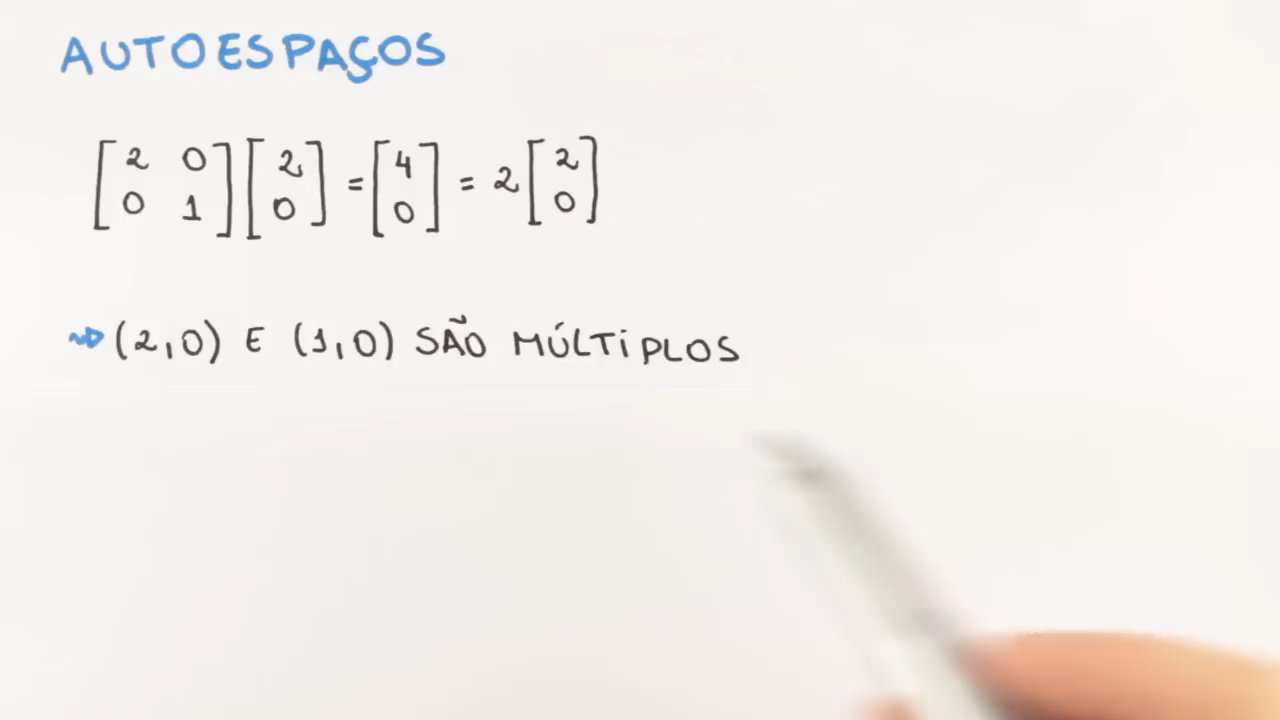 AUTOESPAÇOS
[2 0; 0 1] [2; 0] = [4; 0] = 2 [2; 0]
(2,0) E (1,0) SÃO MÚLTIPLOS